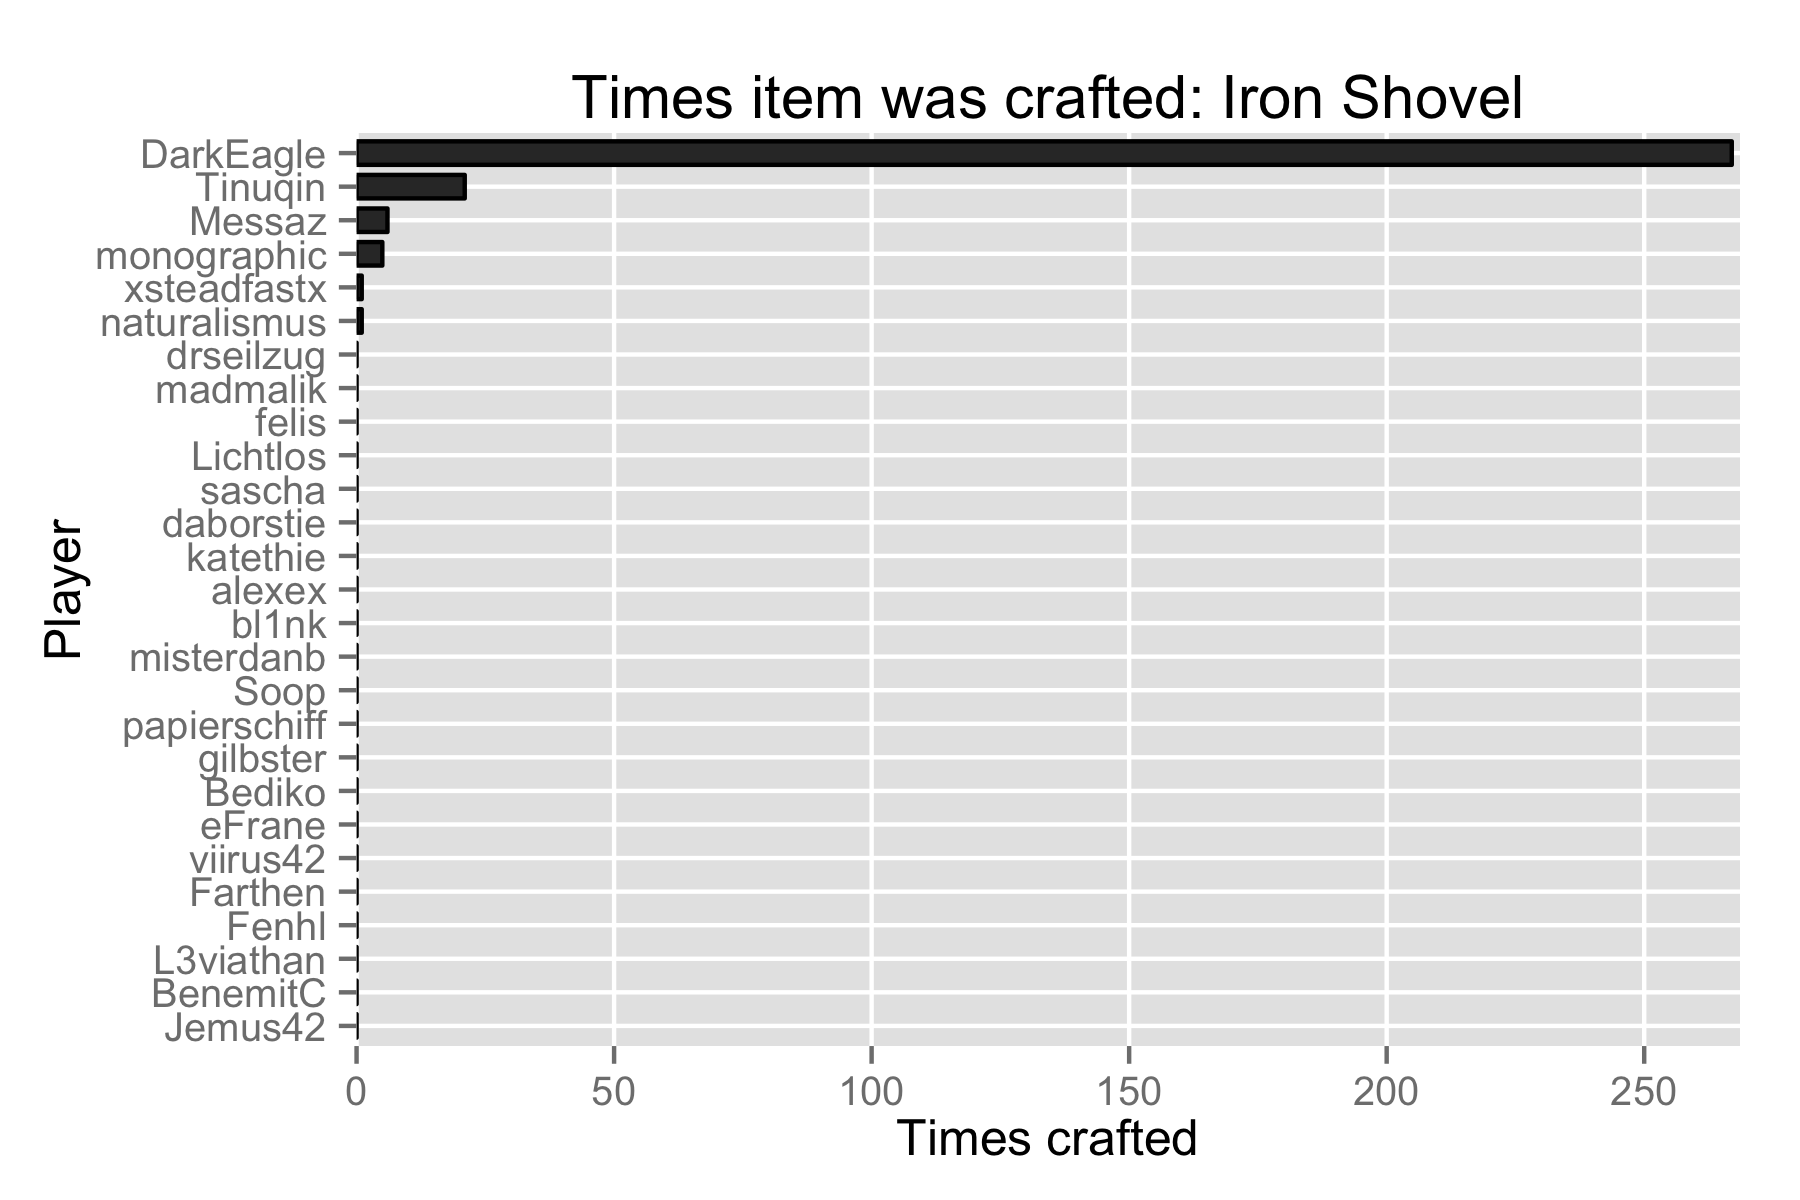 Times item was crafted: Iron Shovel
DarkEagle
Tinuqin
Messaz
monographic
xsteadfastx
naturalismus
drseilzug
madmalik
felis
Lichtlos
sascha
daborstie
katethie
alexex
bl1nk
misterdanb
Soop
papierschiff
gilbster
Bediko
eFrane
viirus42
Farthen
Fenhl
L3viathan
BenemitC
Jemus42
Player
0 50 100 150 200 250
Times crafted